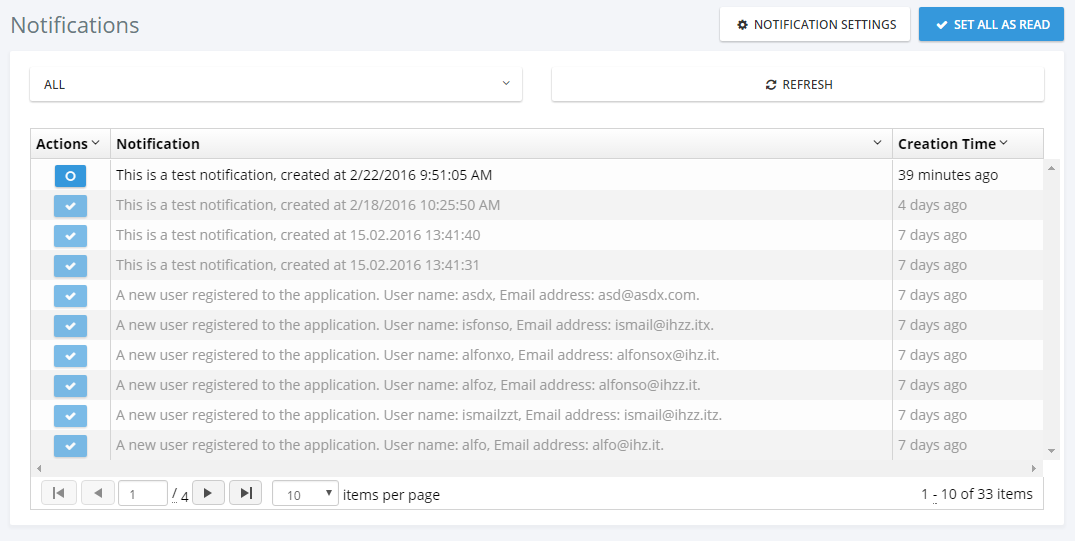 Notifications
NOTIFICATION SETTINGS
SET ALL AS READ
ALL
REFRESH
Actions Notification Creation Time
This is a test notification, created at 2/22/2016 9:51:05 AM 39 minutes ago
This is a test notification, created at 2/18/2016 10:25:50 AM 4 days ago
This is a test notification, created at 15.02.2016 13:41:40 7 days ago
This is a test notification, created at 15.02.2016 13:41:31 7 days ago
A new user registered to the application. User name: asdx, Email address: asd@asdx.com. 7 days ago
A new user registered to the application. User name: isfonso, Email address: ismail@ihzz.itx. 7 days ago
A new user registered to the application. User name: alfonxo, Email address: alfonsox@ihz.it. 7 days ago
A new user registered to the application. User name: alfoz, Email address: alfonso@ihzz.it. 7 days ago
A new user registered to the application. User name: ismailzzt, Email address: ismail@ihzz.itz. 7 days ago
A new user registered to the application. User name: alfo, Email address: alfo@ihz.it. 7 days ago
1 / 4 10 items per page 1 - 10 of 33 items